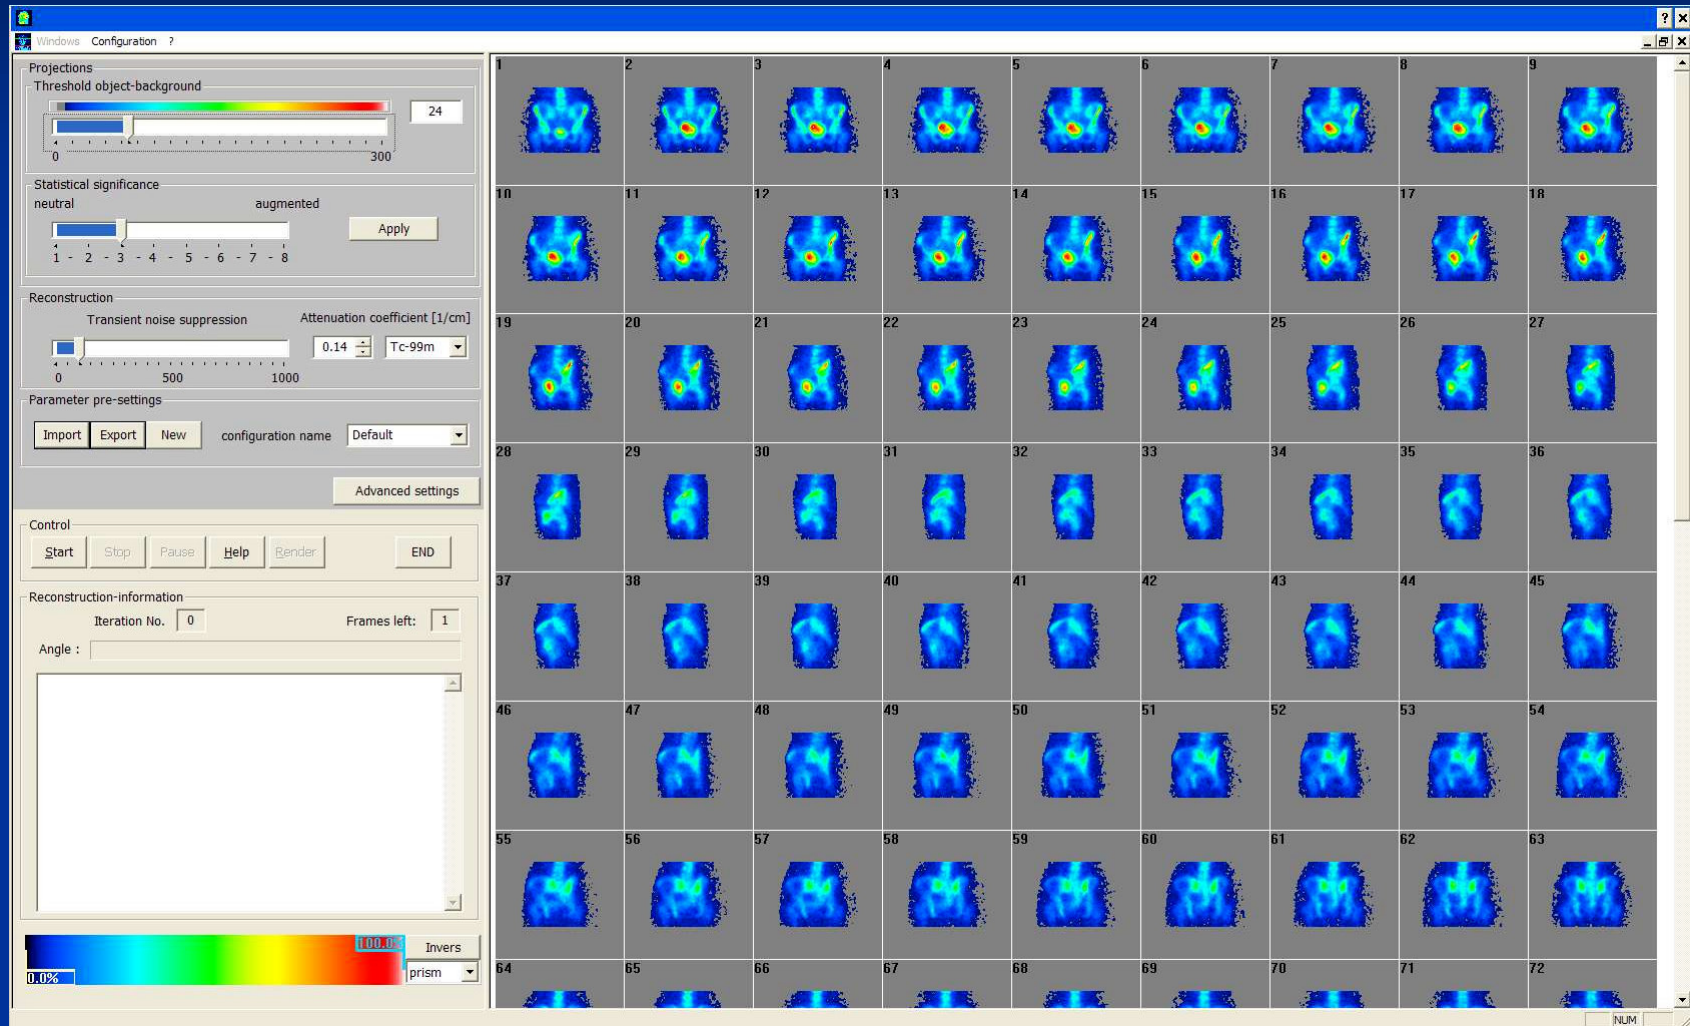 ? X
Windows Configuration ?
Projections
Threshold object-background
24
0 300
Statistical significance
neutral augmented
Apply
1 - 2 - 3 - 4 - 5 - 6 - 7 - 8
Reconstruction
Transient noise suppression Attenuation coefficient [1/cm]
0.14 Tc-99m
0 500 1000
Parameter pre-settings
Import Export New configuration name Default
Advanced settings
Control
Start Stop Pause Help Render END
Reconstruction-information
Iteration No. 0 Frames left: 1
Angle :
100.0%
0.0%
Invers
prism
1 2 3 4 5 6 7 8 9
10 11 12 13 14 15 16 17 18
19 20 21 22 23 24 25 26 27
28 29 30 31 32 33 34 35 36
37 38 39 40 41 42 43 44 45
46 47 48 49 50 51 52 53 54
55 56 57 58 59 60 61 62 63
64 65 66 67 68 69 70 71 72
NUM